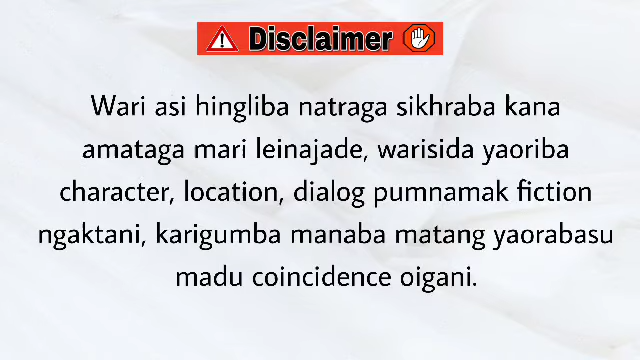 Disclaimer
Wari asi hingliba natraga sikhraba kana
amataga mari leinajade, warisida yaoriba
character, location, dialog pumnamak fiction
ngaktani, karigumba manaba matang yaorabasu
madu coincidence oigani.